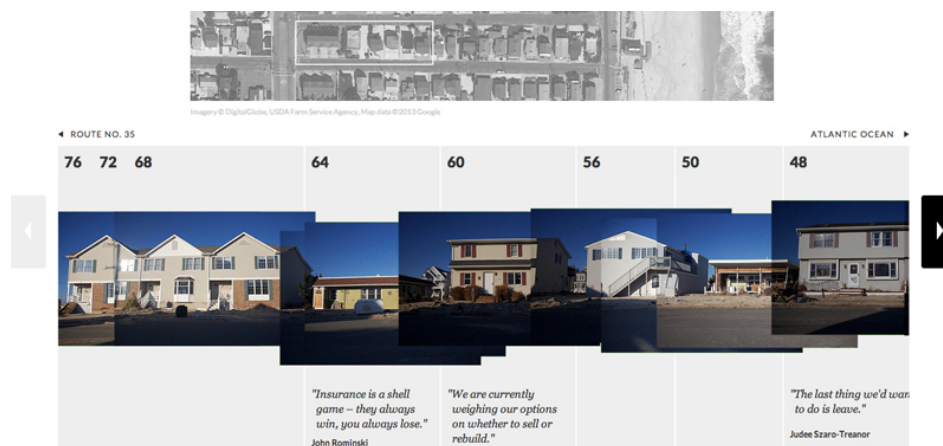 Imagery © DigitalGlobe, USDA Farm Service Agency, Map data ©2013 Google
ROUTE NO. 35
ATLANTIC OCEAN
76 72 68 64 60 56 50 48
"Insurance is a shell
game – they always
win, you always lose."
John Rominski
"We are currently
weighing our options
on whether to sell or
rebuild."
"The last thing we'd wan
to do is leave."
Judee Szaro-Treanor